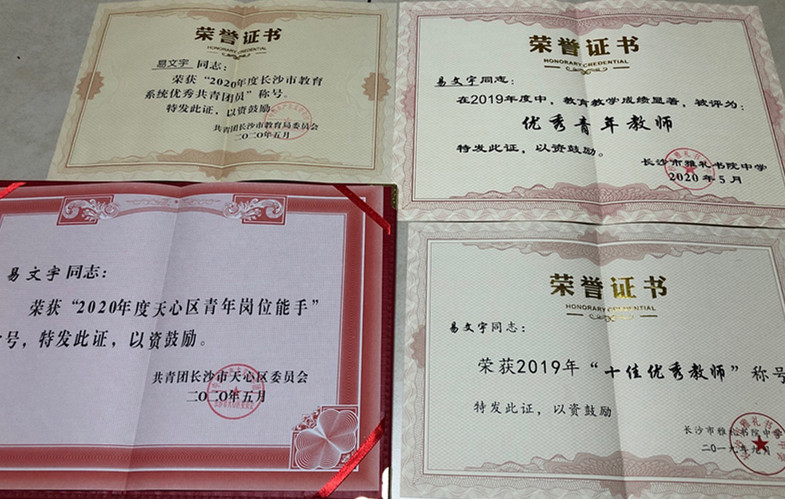 荣誉证书
HONORARY CREDENTIAL
易文宇 同志：
荣获“2020年度长沙市教育
系统优秀共青团员”称号。
特发此证，以资鼓励。
共青团长沙市教育局委员会
二〇二〇年五月
荣誉证书
HONORARY CREDENTIAL
易文宇同志：
在2019年度中，教育教学成绩显著，被评为：
优秀青年教师
特发此证，以资鼓励。
长沙市雅礼书院中学
2020年5月
易文宇同志：
荣获“2020年度天心区青年岗位能手”
号，特发此证，以资鼓励。
共青团长沙市天心区委员会
二〇二〇年五月
荣誉证书
HONORARY CREDENTIAL
易文宇同志：
荣获2019年“十佳优秀教师”称号
特发此证，以资鼓励
长沙市雅礼书院中学
二〇一九年九月